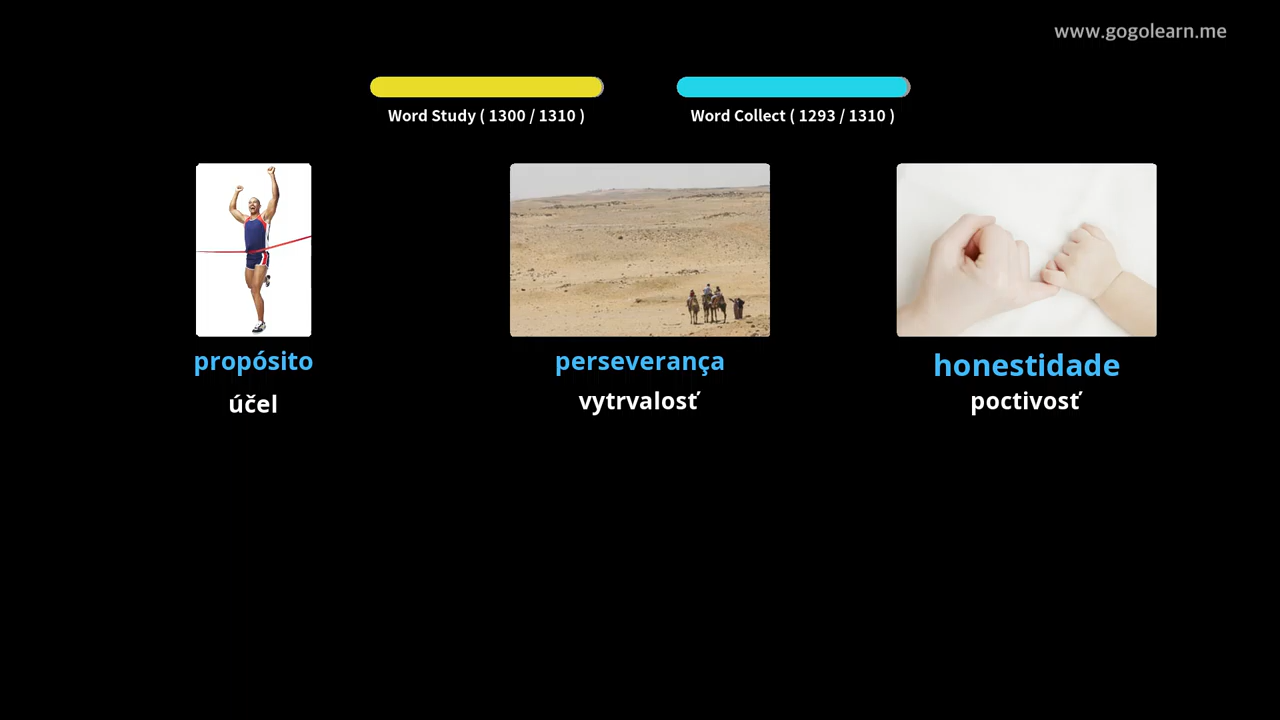 www.gogolearn.me
Word Study ( 1300 / 1310 )
Word Collect ( 1293 / 1310 )
propósito
účel
perseverança
vytrvalosť
honestidade
poctivosť